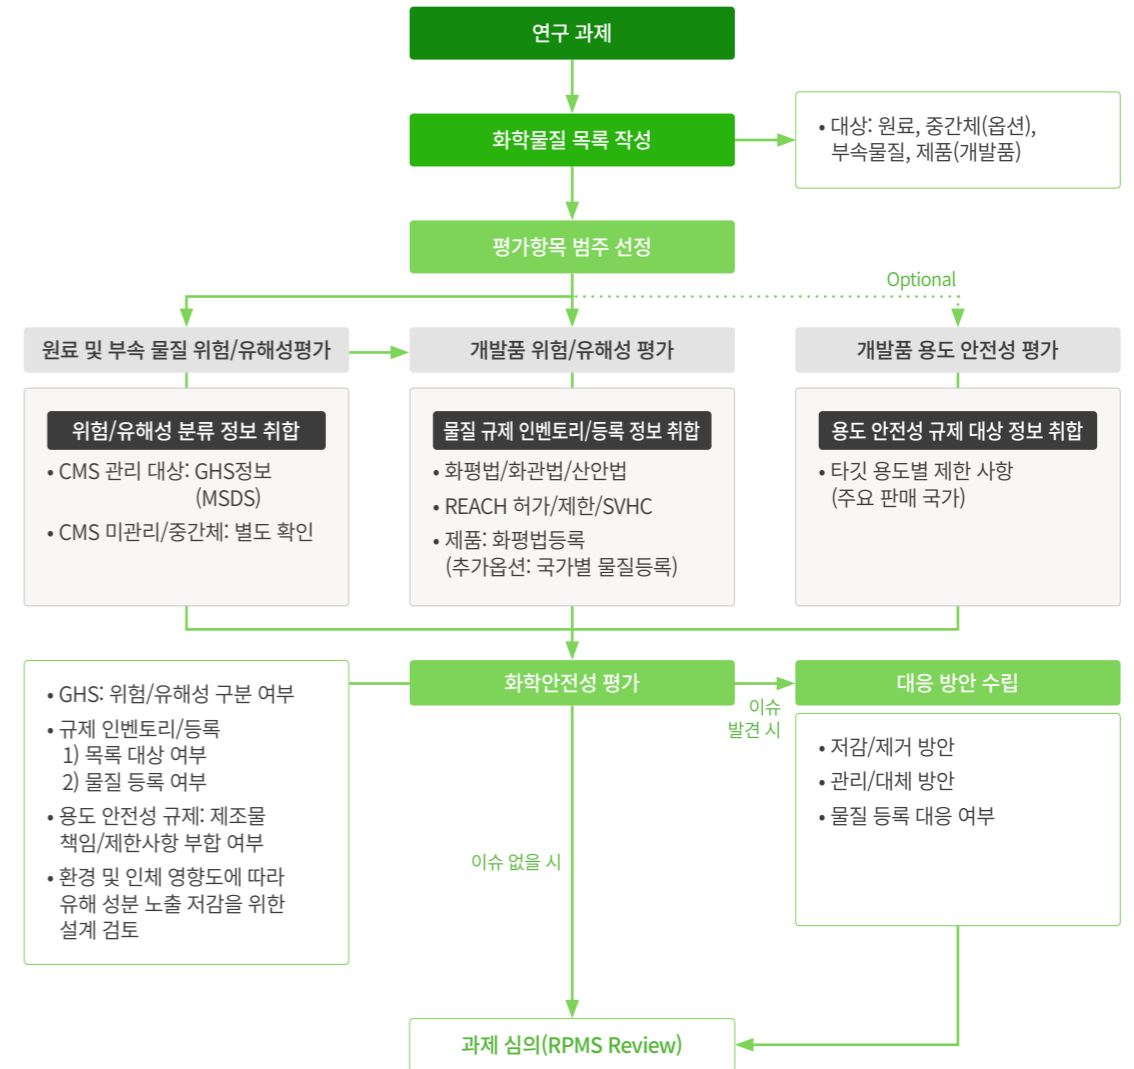 연구 과제
화학물질 목록 작성
• 대상: 원료, 중간체(옵션),
부속물질, 제품(개발품)
평가항목 범주 선정
Optional
원료 및 부속 물질 위험/유해성평가
개발품 위험/유해성 평가
개발품 용도 안전성 평가
위험/유해성 분류 정보 취합
• CMS 관리 대상: GHS정보
(MSDS)
• CMS 미관리/중간체: 별도 확인
물질 규제 인벤토리/등록 정보 취합
• 화평법/화관법/산안법
• REACH 허가/제한/SVHC
• 제품: 화평법등록
(추가옵션: 국가별 물질등록)
용도 안전성 규제 대상 정보 취합
• 타깃 용도별 제한 사항
(주요 판매 국가)
• GHS: 위험/유해성 구분 여부
• 규제 인벤토리/등록
1) 목록 대상 여부
2) 물질 등록 여부
• 용도 안전성 규제: 제조물
책임/제한사항 부합 여부
• 환경 및 인체 영향도에 따라
유해 성분 노출 저감을 위한
설계 검토
화학안전성 평가
이슈
발견 시
대응 방안 수립
• 저감/제거 방안
• 관리/대체 방안
• 물질 등록 대응 여부
이슈 없을 시
과제 심의(RPMS Review)